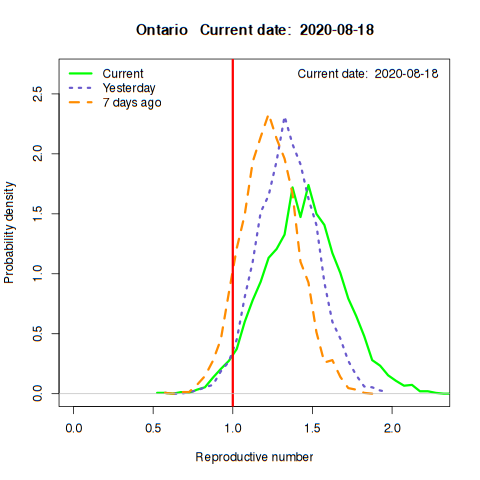 Ontario Current date: 2020-08-18
Current date: 2020-08-18
Current
Yesterday
7 days ago
Probability density
2.5
2.0
1.5
1.0
0.5
0.0
0.0 0.5 1.0 1.5 2.0
Reproductive number